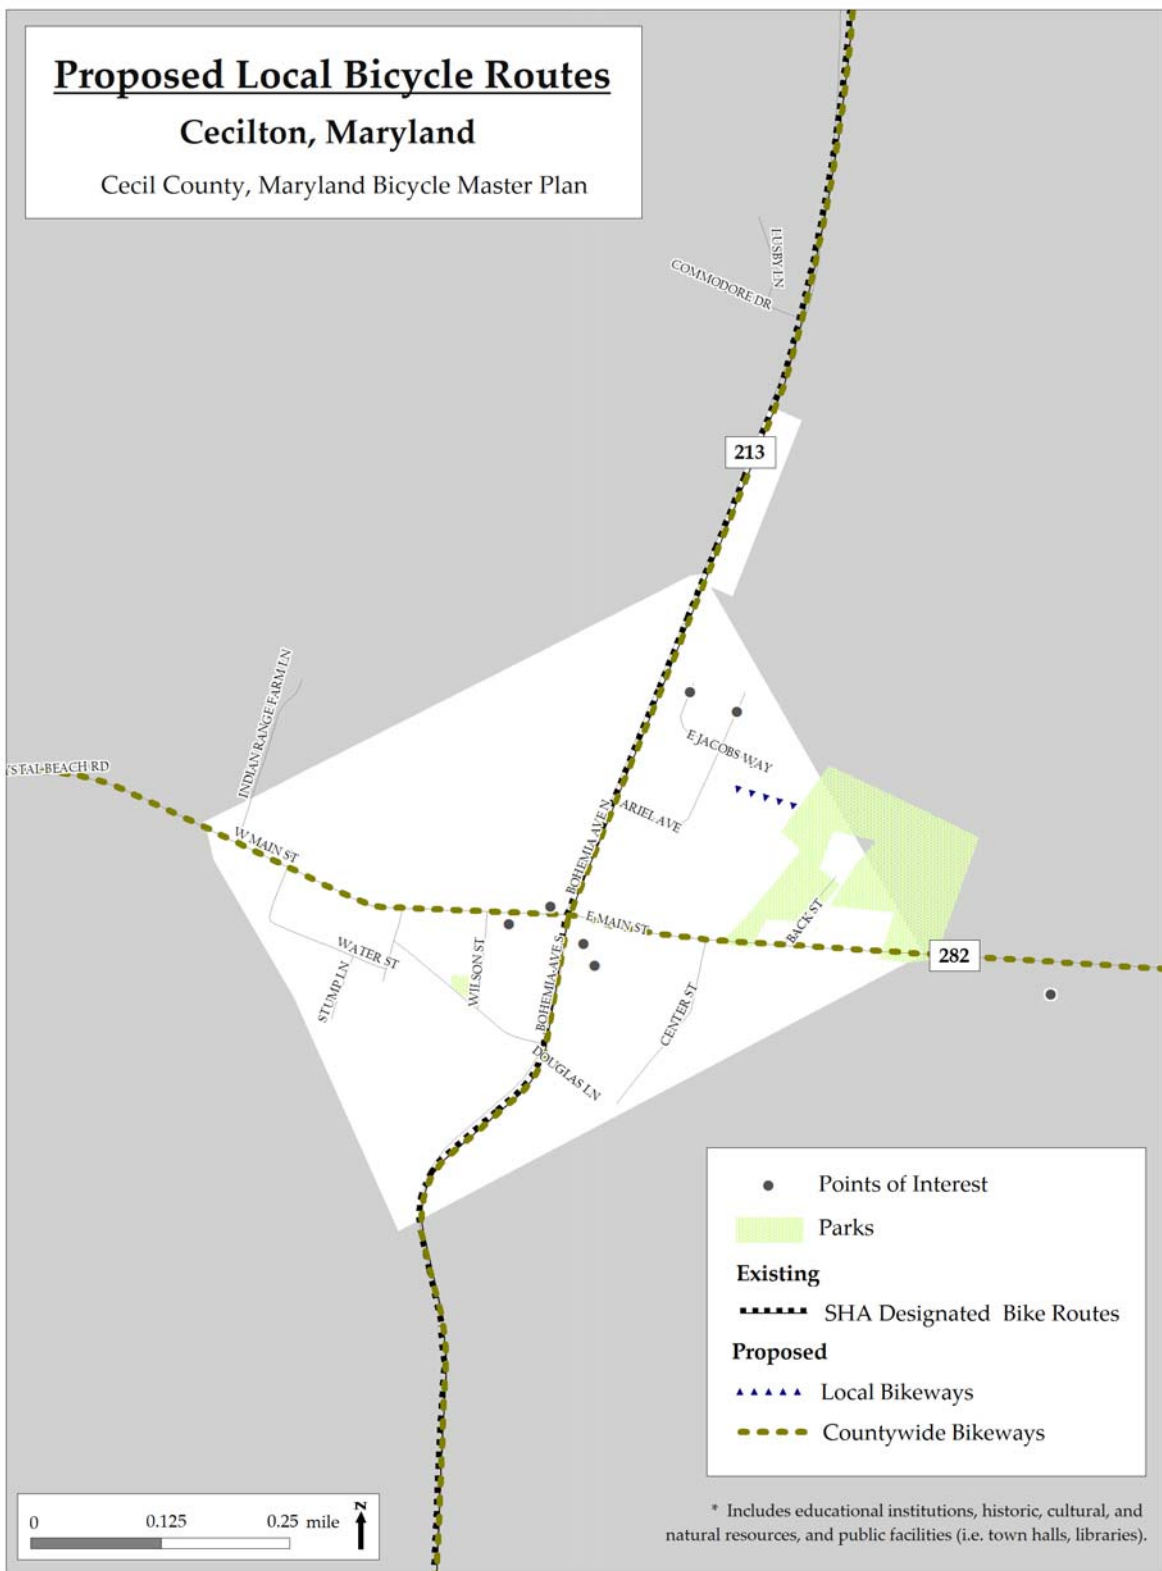 Proposed Local Bicycle Routes
Cecilton, Maryland
Cecil County, Maryland Bicycle Master Plan
LUSBY LN
COMMODORE DR
213
INDIAN RANGE FARM LN
YSTAL BEACH RD
E JACOBS WAY
ARIEL AVE
BOHEMIA AVE N
W MAIN ST
E MAIN ST
BACK ST
WATER ST
STUMP LN
WILSON ST
BOHEMIA AVE S
282
CENTER ST
DOUGLAS LN
Points of Interest
Parks
Existing
SHA Designated Bike Routes
Proposed
Local Bikeways
Countywide Bikeways
0 0.125 0.25 mile
N
* Includes educational institutions, historic, cultural, and
natural resources, and public facilities (i.e. town halls, libraries).